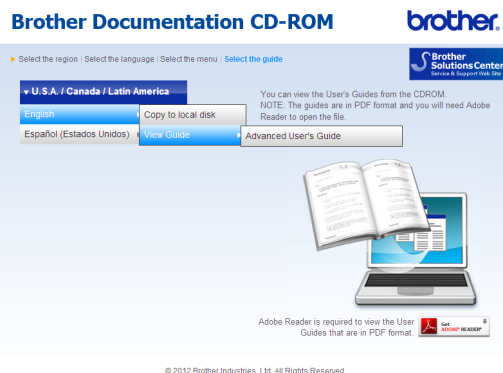 Brother Documentation CD-ROM
brother.
Select the region | Select the language | Select the menu | Select the guide
Brother
Solutions Center
Service & Support Web Site
U.S.A. / Canada / Latin America
English
Copy to local disk
Español (Estados Unidos)
View Guide
Advanced User's Guide
You can view the User's Guides from the CDROM.
NOTE: The guides are in PDF format and you will need Adobe
Reader to open the file.
Adobe Reader is required to view the User
Guides that are in PDF format.
Get
ADOBE® READER®
© 2012 Brother Industries, Ltd. All Rights Reserved.